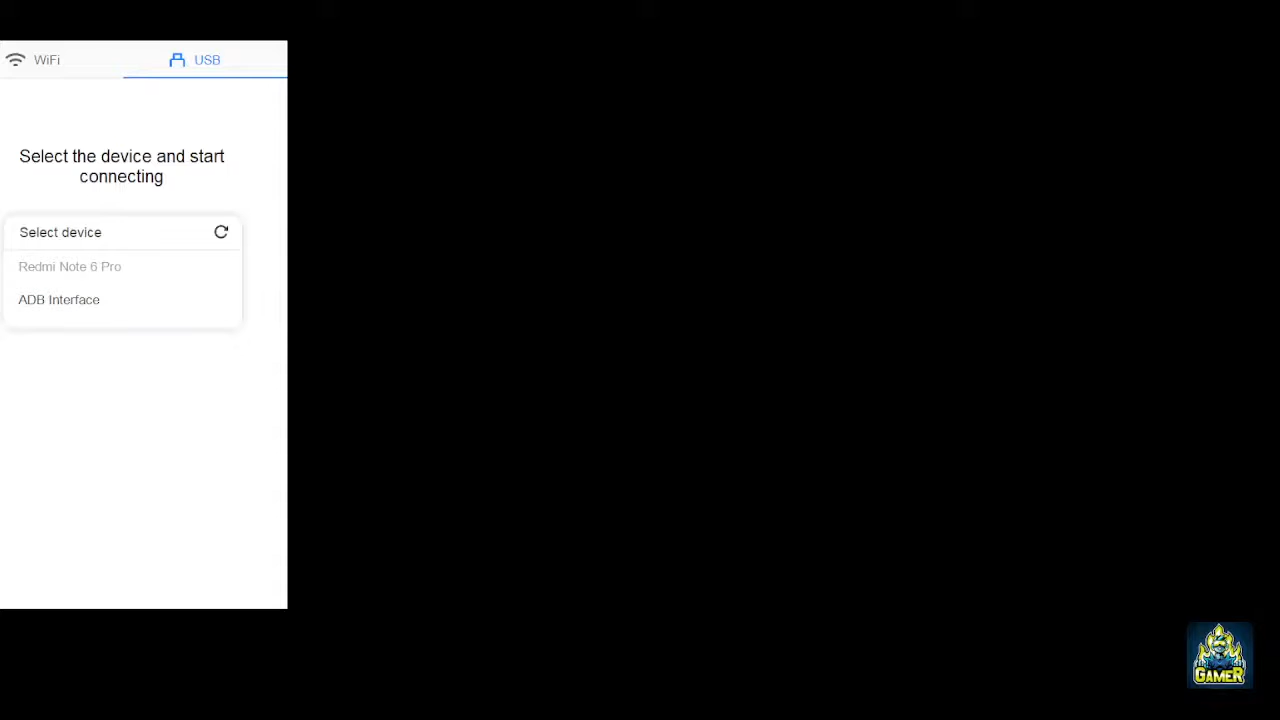 WiFi
USB
Select the device and start
connecting
Select device
Redmi Note 6 Pro
ADB Interface
GAMER